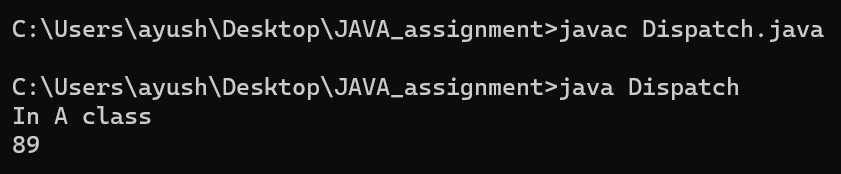 C:\Users\ayush\Desktop\JAVA_assignment>javac Dispatch.java
C:\Users\ayush\Desktop\JAVA_assignment>java Dispatch
In A class
89